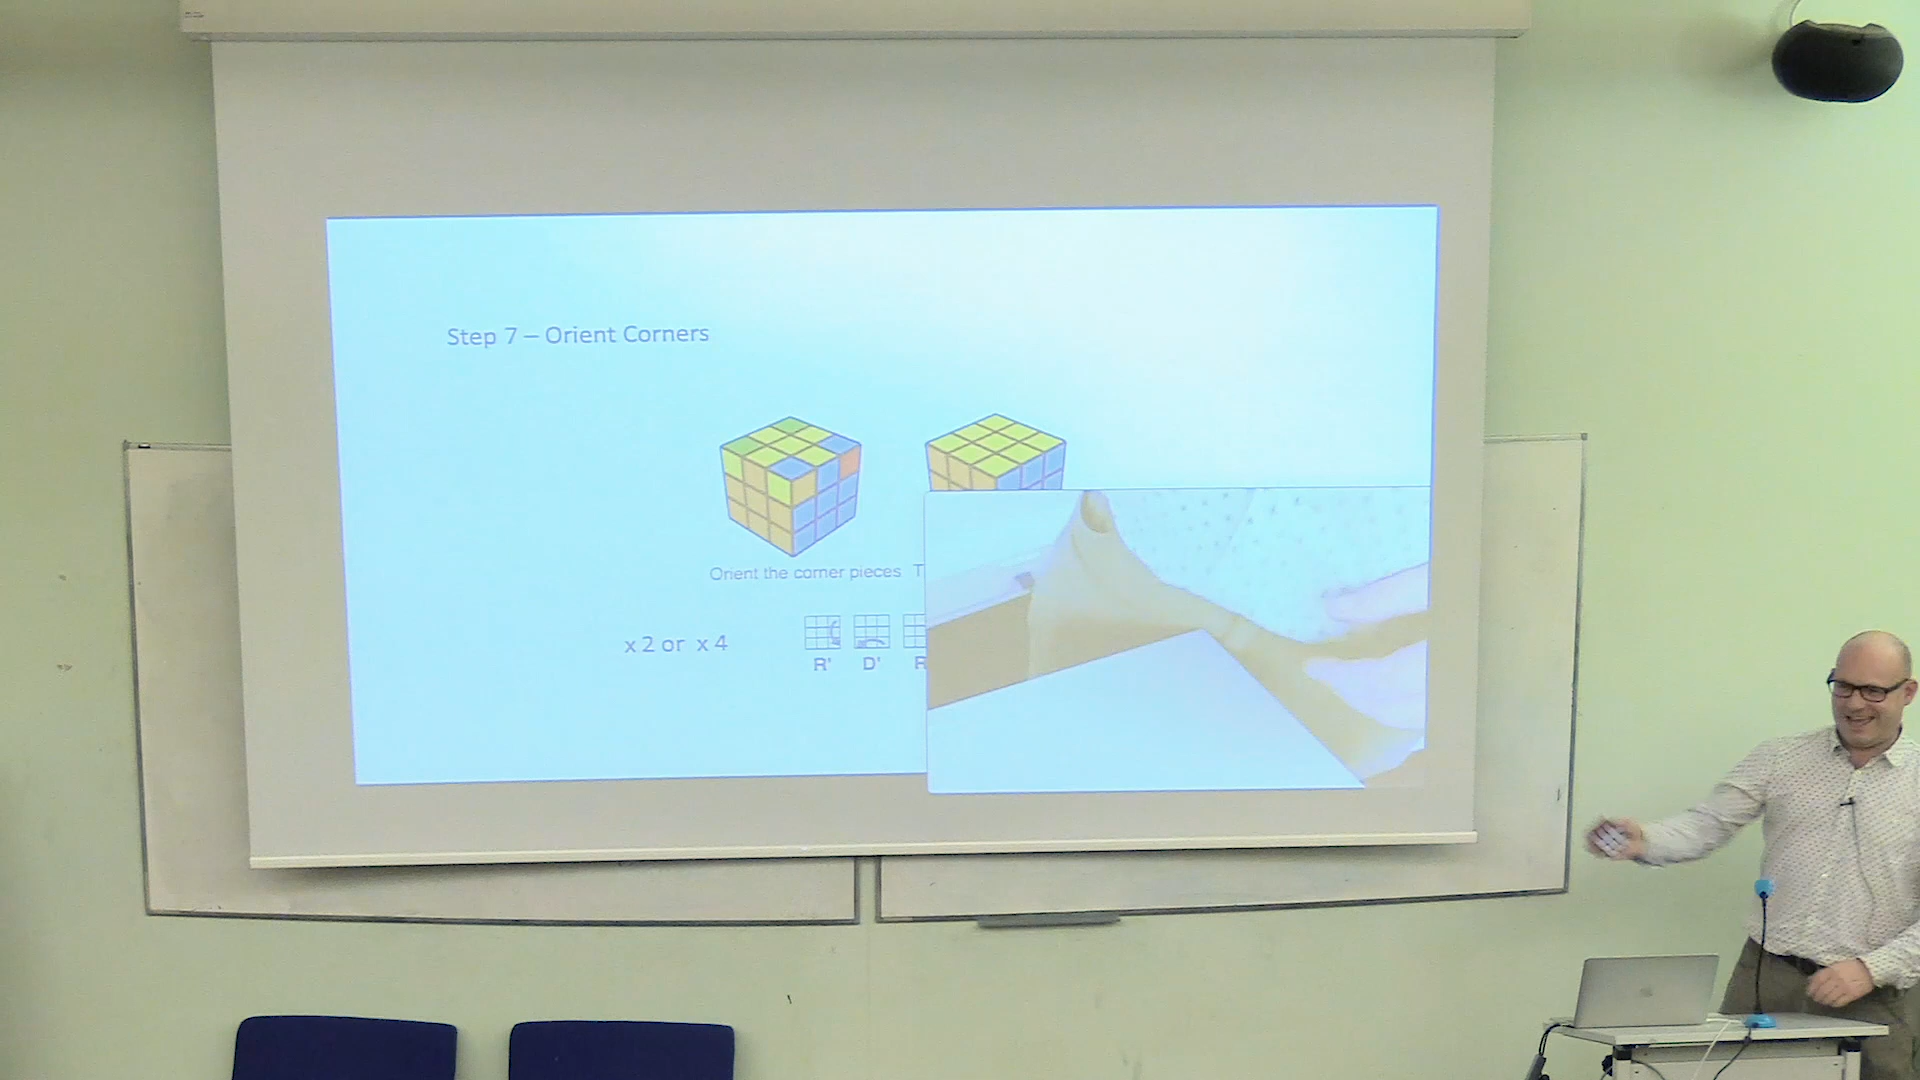 Step 7 – Orient Corners
Orient the corner pieces T
x 2 or x 4
R' D' R